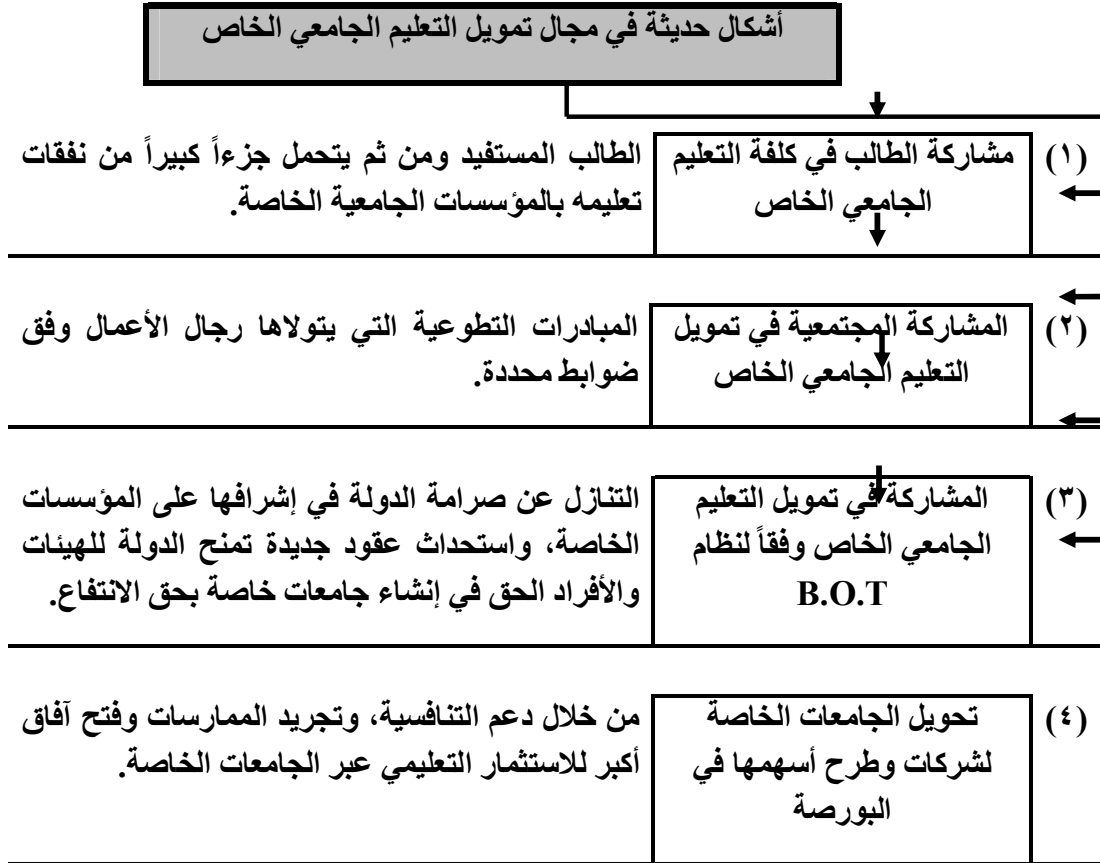 أشكال حديثة في مجال تمويل التعليم الجامعي الخاص
(١)
مشاركة الطالب في كلفة التعليم
الجامعي الخاص
الطالب المستفيد ومن ثم يتحمل جزءاً كبيراً من نفقات
تعليمه بالمؤسسات الجامعية الخاصة.
(٢)
المشاركة المجتمعية في تمويل
التعليم الجامعي الخاص
المبادرات التطوعية التي يتولاها رجال الأعمال وفق
ضوابط محددة.
(٣)
المشاركة في تمويل التعليم
الجامعي الخاص وفقاً لنظام
B.O.T
التنازل عن صرامة الدولة في إشرافها على المؤسسات
الخاصة، واستحداث عقود جديدة تمنح الدولة للهيئات
والأفراد الحق في إنشاء جامعات خاصة بحق الانتفاع.
(٤)
تحويل الجامعات الخاصة
لشركات وطرح أسهمها في
البورصة
من خلال دعم التنافسية، وتجريد الممارسات وفتح آفاق
أكبر للاستثمار التعليمي عبر الجامعات الخاصة.